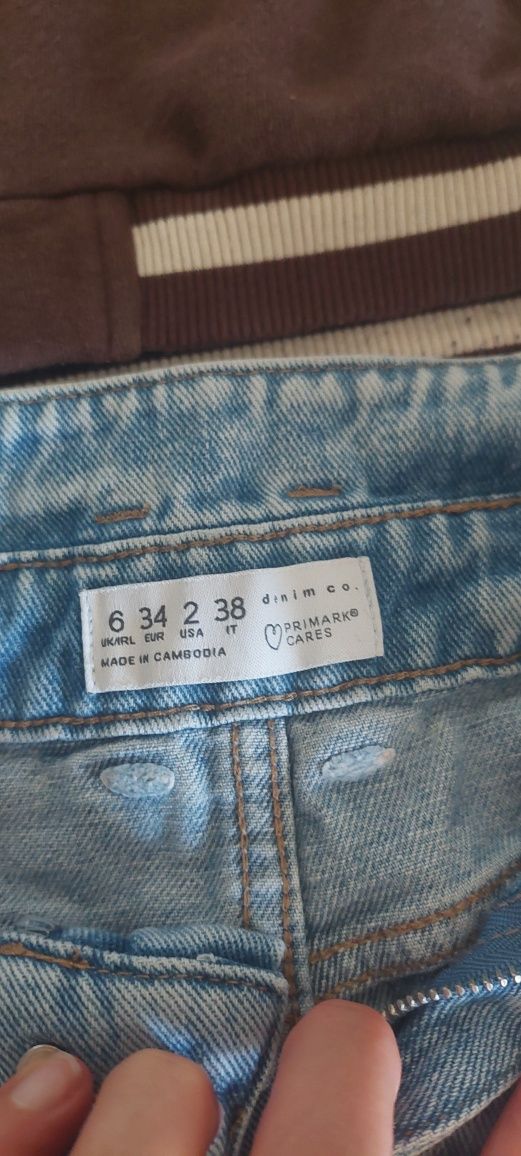 6 34 2 38
UK/IRL EUR USA IT
MADE IN CAMBODIA
denim co.
PRIMARK®
CARES